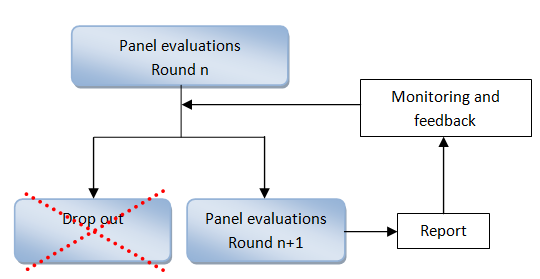 Panel evaluations
Round n
Monitoring and
feedback
Drop out
Panel evaluations
Round n+1
Report